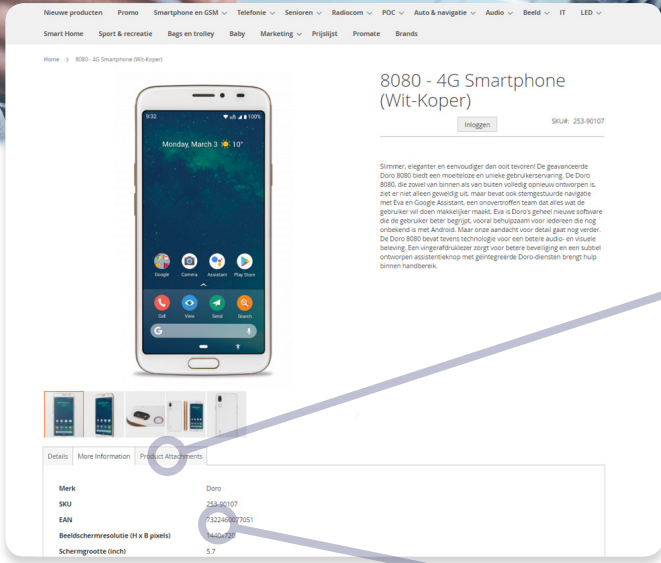 Nieuwe producten Promo Smartphone en GSM Telefonie Senioren Radiocom POC Auto & navigatie Audio Beeld IT LED
Smart Home Sport & recreatie Bags en trolley Baby Marketing Prijslijst Promate Brands
Home > 8080 - 4G Smartphone (Wit-Koper)
8080 - 4G Smartphone
(Wit-Koper)
Inloggen SKU#: 253-90107
Slimmer, eleganter en eenvoudiger dan ooit tevoren! De geavanceerde
Doro 8080 biedt een moeiteloze en unieke gebruikerservaring. De Doro
8080, die zowel van binnen als van buiten volledig opnieuw ontworpen is,
ziet er niet alleen geweldig uit, maar bevat ook stemgestuurde navigatie
met Eva en Google Assistant, een onovertroffen team dat alles wat de
gebruiker wil doen makkelijker maakt. Eva is Doro's geheel nieuwe software
die de gebruiker beter begrijpt, vooral behulpzaam voor iedereen die nog
onbekend is met Android. Maar onze aandacht voor detail gaat nog verder.
De Doro 8080 bevat tevens technologie voor een betere audio- en visuele
beleving. Een vingerafdruklezer zorgt voor betere beveiliging en een subtiel
ontworpen assistentieknop met geïntegreerde Doro-diensten brengt hulp
binnen handbereik.
9:32 100%
Monday, March 3 10°
Google Camera Assistant Play Store
Call View Send Search
G
Details More Information Product Attachments
Merk Doro
SKU 253-90107
EAN 7322460077051
Beeldschermresolutie (H x B pixels) 1440x720
Schermgrootte (inch) 5.7